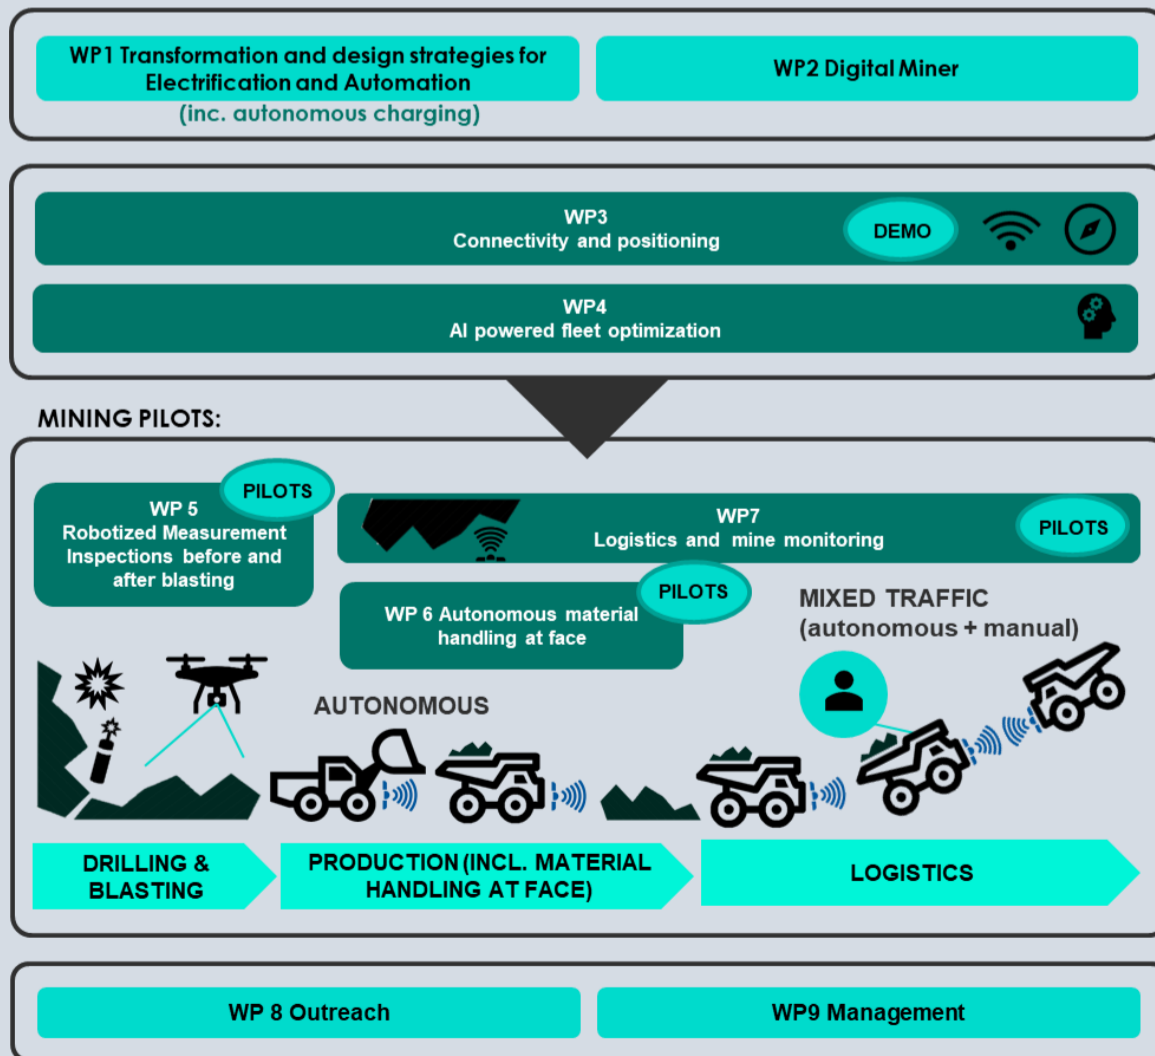 WP1 Transformation and design strategies for
Electrification and Automation
(inc. autonomous charging)
WP2 Digital Miner
WP3
Connectivity and positioning
DEMO
WP4
AI powered fleet optimization
MINING PILOTS:
WP 5
Robotized Measurement
Inspections before and
after blasting
PILOTS
WP7
Logistics and mine monitoring
PILOTS
WP 6 Autonomous material
handling at face
PILOTS
MIXED TRAFFIC
(autonomous + manual)
AUTONOMOUS
DRILLING &
BLASTING
PRODUCTION (INCL. MATERIAL
HANDLING AT FACE)
LOGISTICS
WP 8 Outreach
WP9 Management